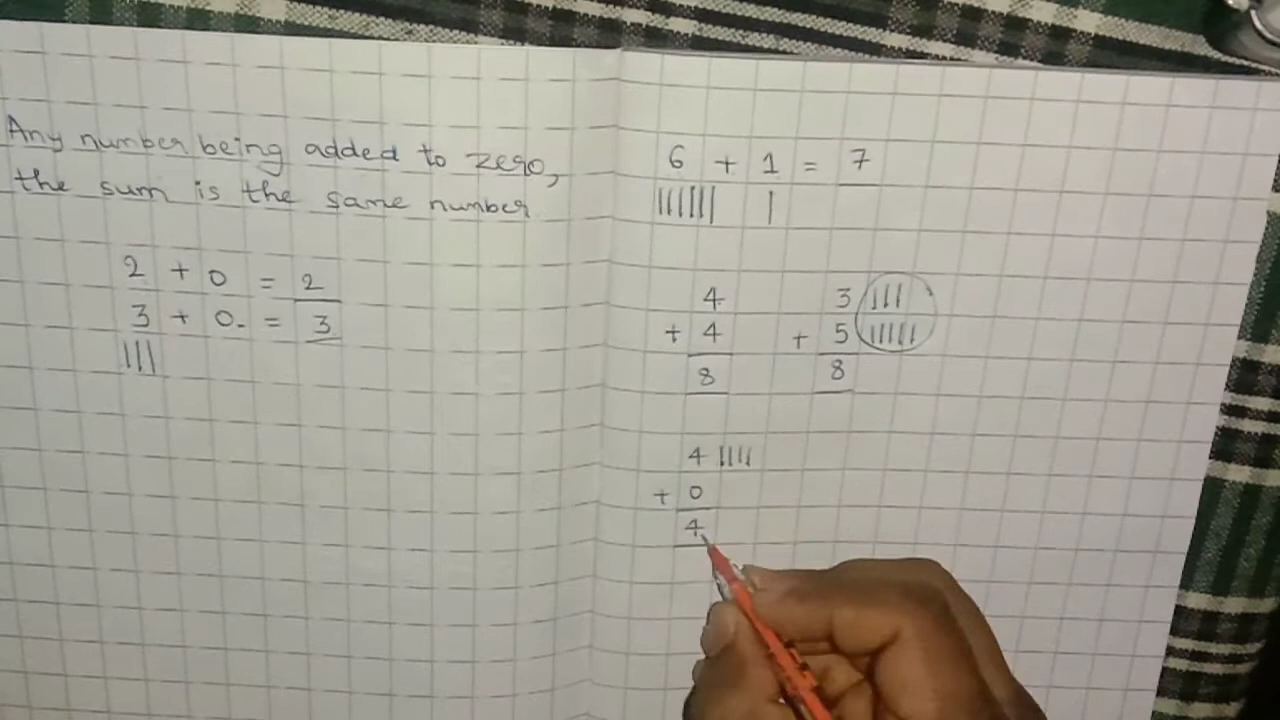 Any number being added to zero,
the sum is the same number
2 + 0 = 2
3 + 0. = 3
|||
6 + 1 = 7
|||||| |
4
+ 4
8
3 |||
+ 5 |||||
8
4 ||||
+ 0
4